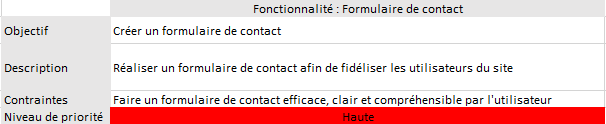 Fonctionnalité : Formulaire de contact
Objectif Créer un formulaire de contact
Description Réaliser un formulaire de contact afin de fidéliser les utilisateurs du site
Contraintes Faire un formulaire de contact efficace, clair et compréhensible par l'utilisateur
Niveau de priorité Haute